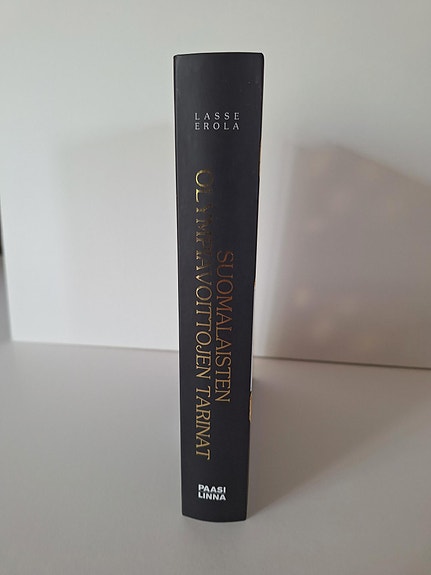 LASSE
EROLA
SUOMALAISTEN
OLYMPIAVOITTOJEN TARINAT
PAASI
LINNA